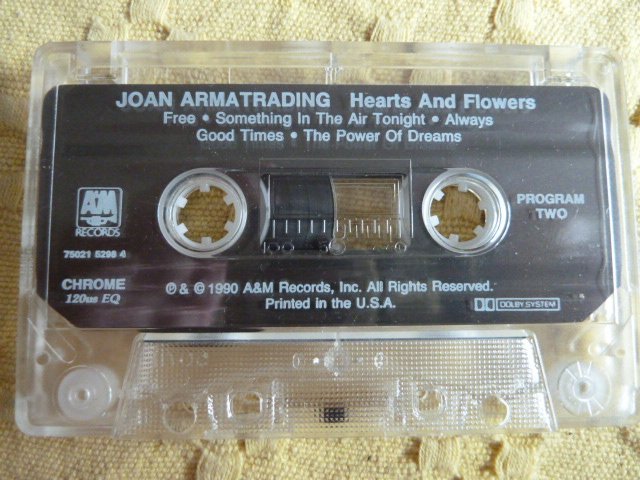 JOAN ARMATRADING Hearts And Flowers
Free • Something In The Air Tonight • Always
Good Times • The Power Of Dreams
A&M
RECORDS
PROGRAM
TWO
75021 5298 4
CHROME
120us EQ
℗ & © 1990 A&M Records, Inc. All Rights Reserved.
Printed in the U.S.A.
DOLBY SYSTEM